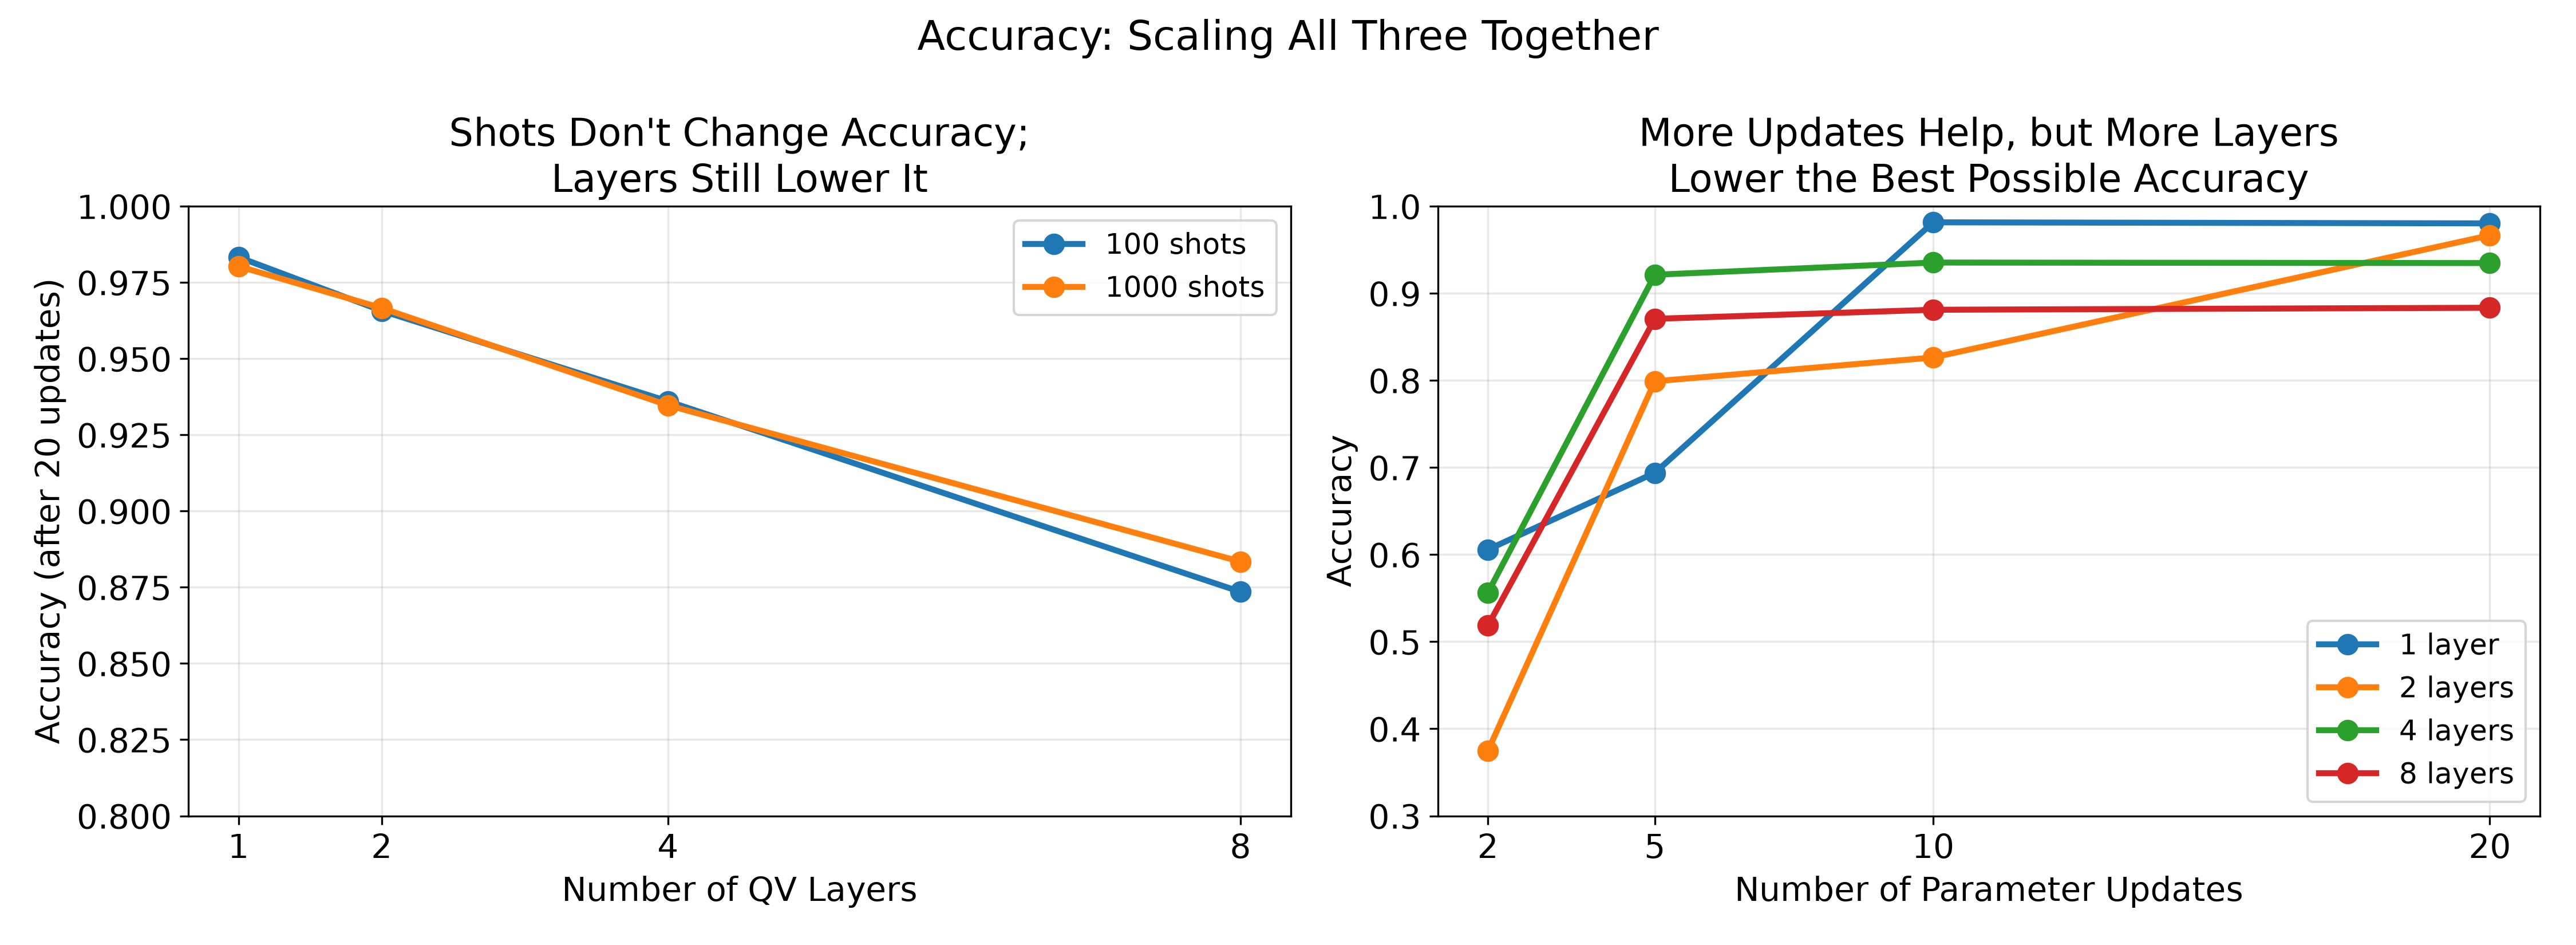 Accuracy: Scaling All Three Together
Shots Don't Change Accuracy;
Layers Still Lower It
1.000
0.975
0.950
0.925
0.900
0.875
0.850
0.825
0.800
Accuracy (after 20 updates)
100 shots
1000 shots
1 2 4 8
Number of QV Layers
More Updates Help, but More Layers
Lower the Best Possible Accuracy
1.0
0.9
0.8
0.7
0.6
0.5
0.4
0.3
Accuracy
1 layer
2 layers
4 layers
8 layers
2 5 10 20
Number of Parameter Updates